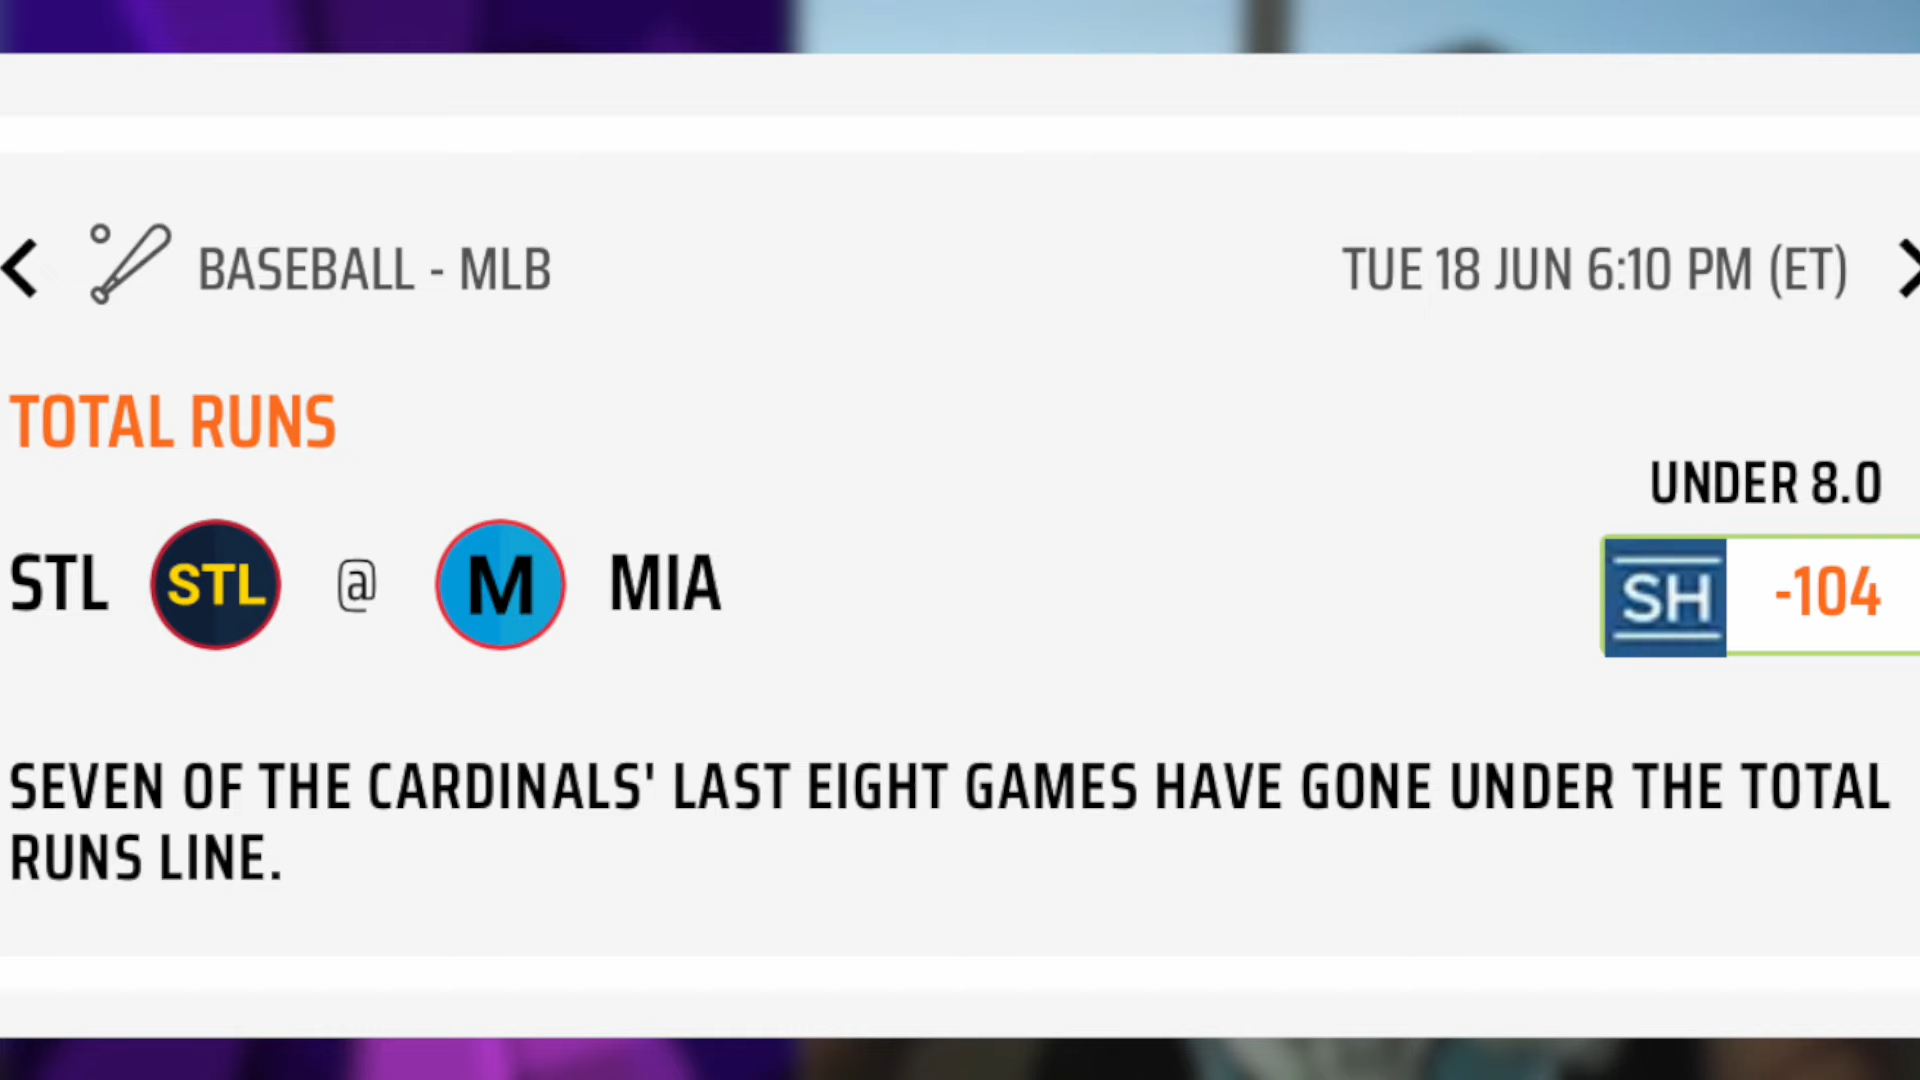 BASEBALL - MLB
TUE 18 JUN 6:10 PM (ET)
TOTAL RUNS
UNDER 8.0
STL STL @ M MIA
SH -104
SEVEN OF THE CARDINALS' LAST EIGHT GAMES HAVE GONE UNDER THE TOTAL
RUNS LINE.